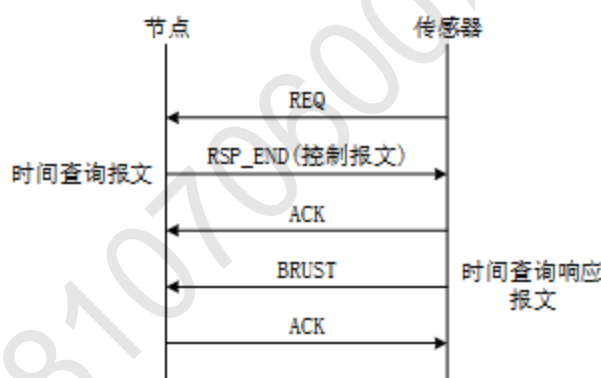 节点 传感器
REQ
RSP_END(控制报文)
时间查询报文
ACK
BRUST
时间查询响应
报文
ACK